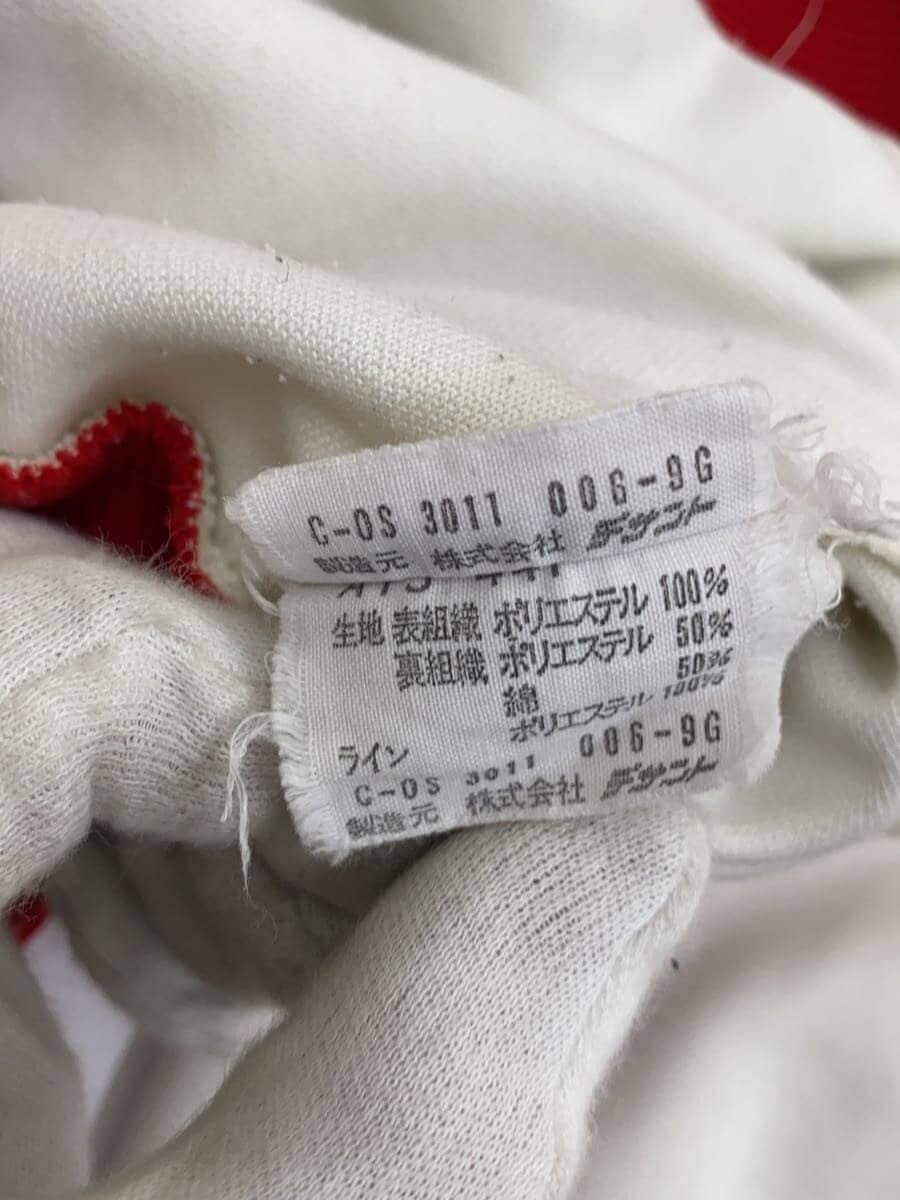 C-OS 3011 006-9G
製造元 株式会社 デサント
生地 表組織 ポリエステル 100%
裏組織 ポリエステル 50%
綿 50%
ポリエステル 100%
ライン
C-OS 3011 006-9G
製造元 株式会社 デサント